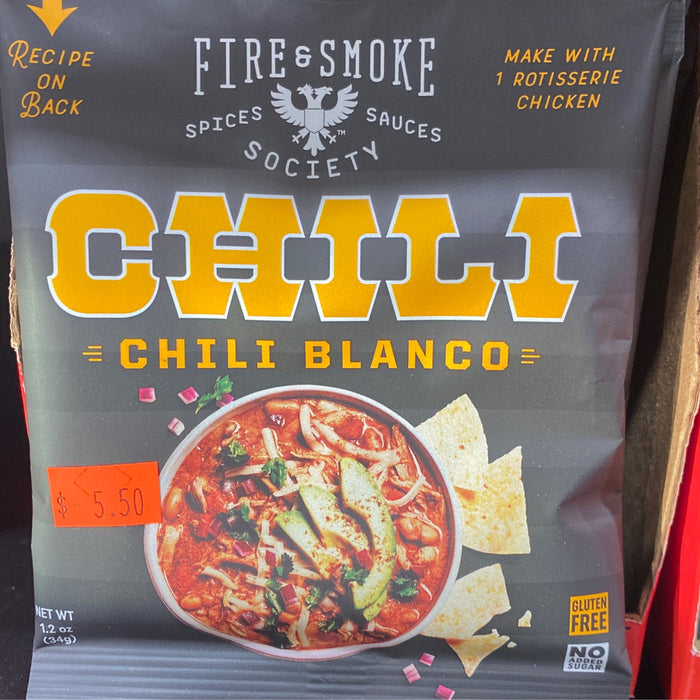 RECIPE
ON
BACK
FIRE & SMOKE
SPICES SAUCES
TM
SOCIETY
MAKE WITH
1 ROTISSERIE
CHICKEN
CHILI
CHILI BLANCO
$ 5.50
NET WT
1.2 oz
(34g)
GLUTEN
FREE
NO
ADDED
SUGAR